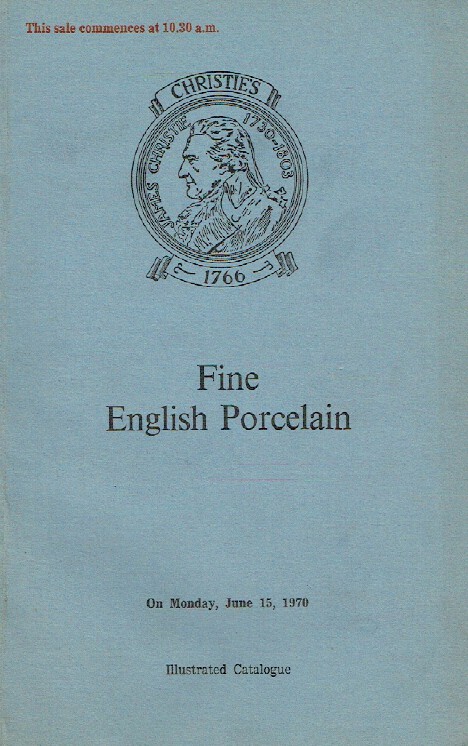 This sale commences at 10.30 a.m.
CHRISTIE'S
JAMES CHRISTIE 1730-1803
1766
Fine
English Porcelain
On Monday, June 15, 1970
Illustrated Catalogue